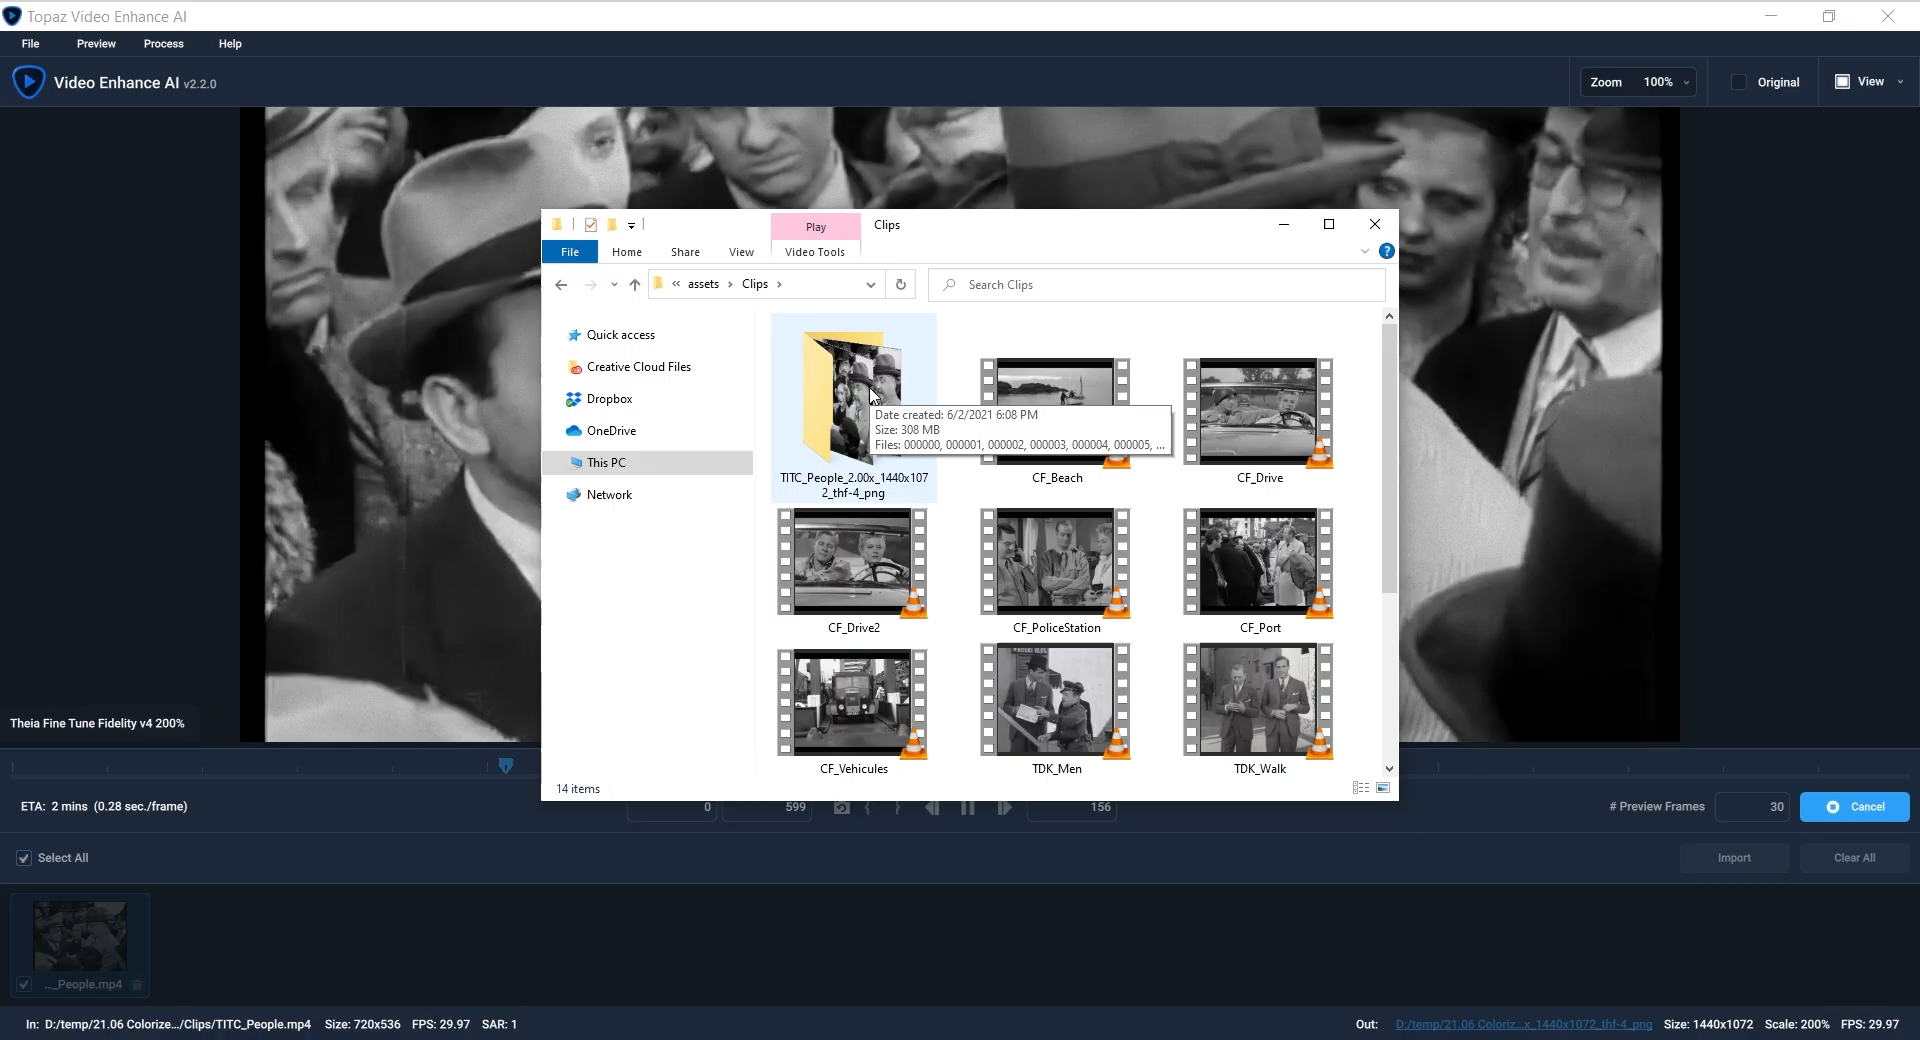 Topaz Video Enhance AI
File Preview Process Help
Video Enhance AI v2.2.0
Zoom 100%
Original
View
Play Clips
File Home Share View Video Tools
« assets › Clips ›
Search Clips
Quick access
Creative Cloud Files
Dropbox
OneDrive
This PC
Network
Date created: 6/2/2021 6:08 PM
Size: 308 MB
Files: 000000, 000001, 000002, 000003, 000004, 000005, ...
TITC_People_2.00x_1440x107
2_thf-4_png
CF_Beach
CF_Drive
CF_Drive2
CF_PoliceStation
CF_Port
CF_Vehicules
TDK_Men
TDK_Walk
14 items
Theia Fine Tune Fidelity v4 200%
ETA: 2 mins (0.28 sec./frame)
0
599
156
# Preview Frames 30
Cancel
Select All
Import
Clear All
..._People.mp4
In: D:/temp/21.06 Colorize.../Clips/TITC_People.mp4 Size: 720x536 FPS: 29.97 SAR: 1
Out: D:/temp/21.06 Coloriz...x_1440x1072_thf-4_png Size: 1440x1072 Scale: 200% FPS: 29.97